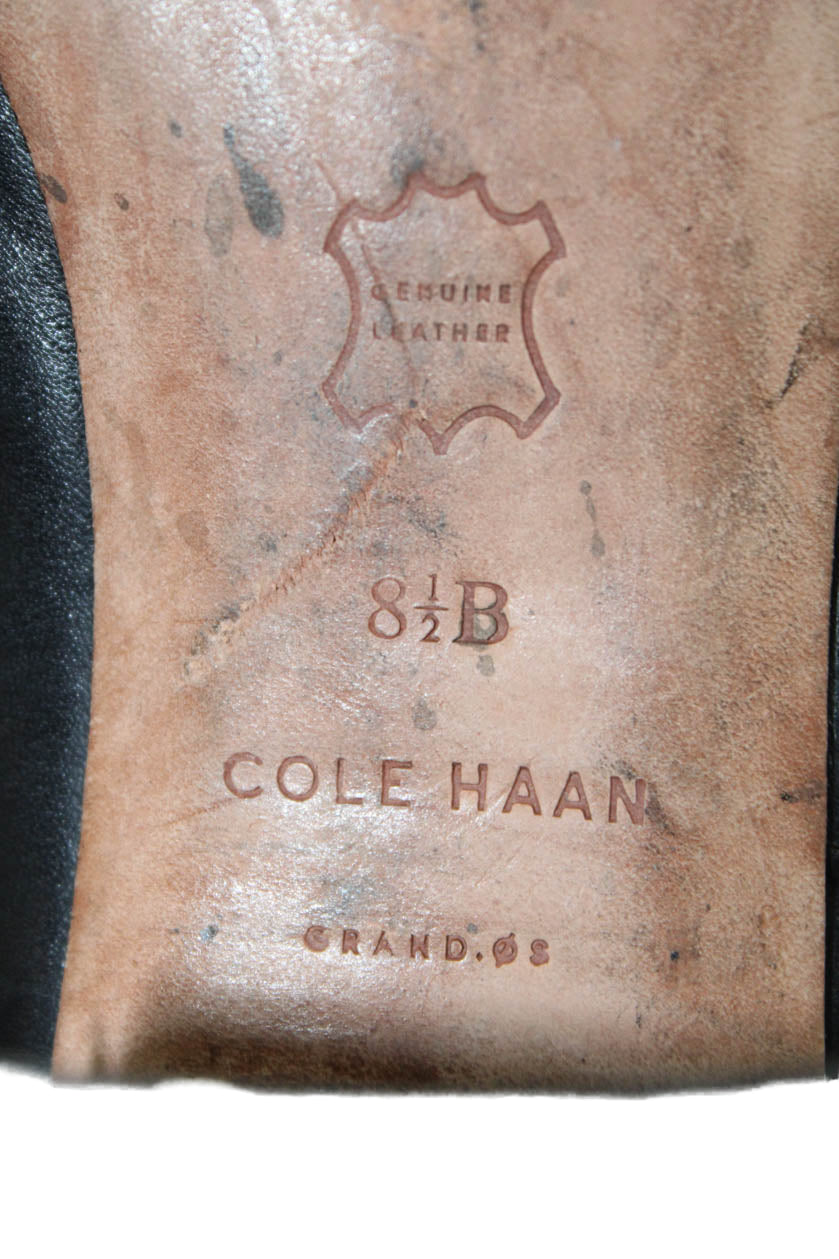 GENUINE
LEATHER
8½B
COLE HAAN
GRAND.ØS